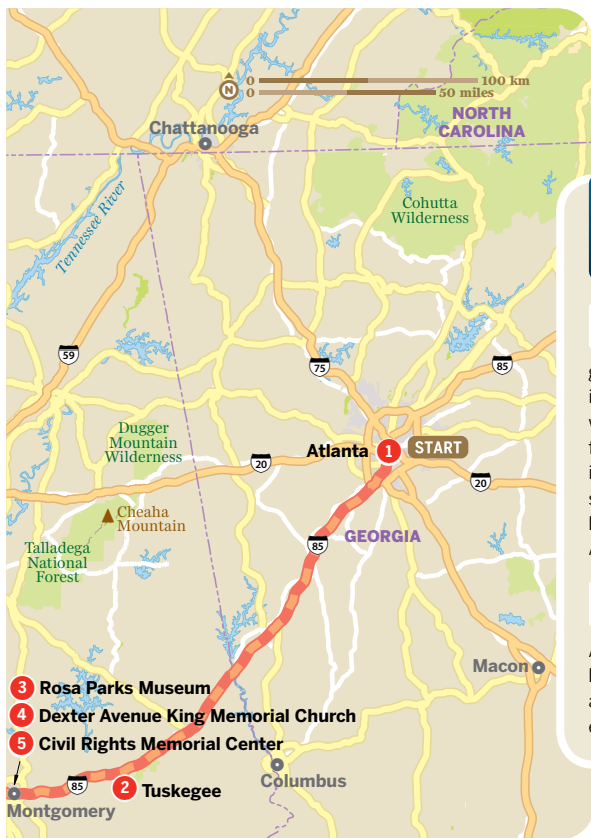 0 100 km
N
0 50 miles
Chattanooga
NORTH
CAROLINA
Tennessee River
Cohutta
Wilderness
59
75
85
Dugger
Mountain
Wilderness
Atlanta 1 START
20
20
Cheaha
Mountain
85
GEORGIA
Talladega
National
Forest
Macon
3 Rosa Parks Museum
4 Dexter Avenue King Memorial Church
5 Civil Rights Memorial Center
Columbus
85
2 Tuskegee
Montgomery